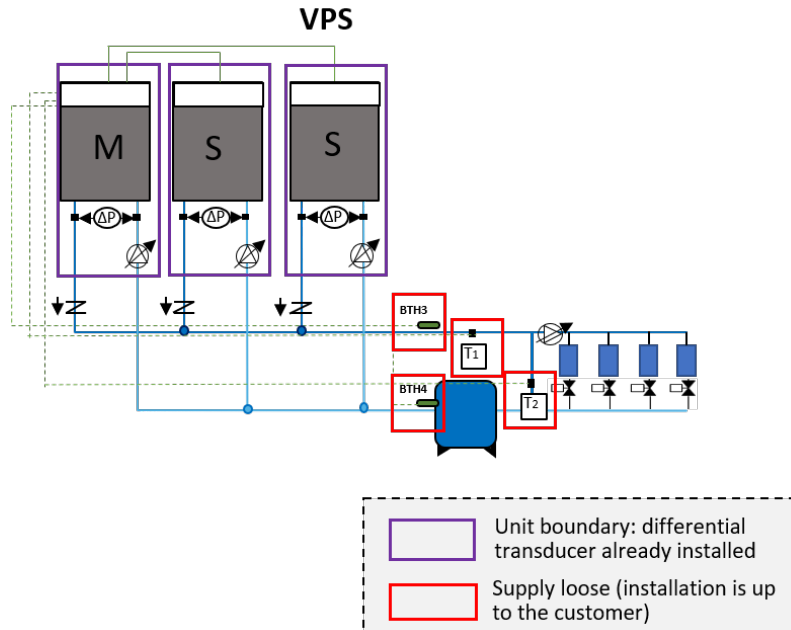 VPS
M
S
S
ΔP
ΔP
ΔP
BTH3
T1
BTH4
T2
Unit boundary: differential
transducer already installed
Supply loose (installation is up
to the customer)